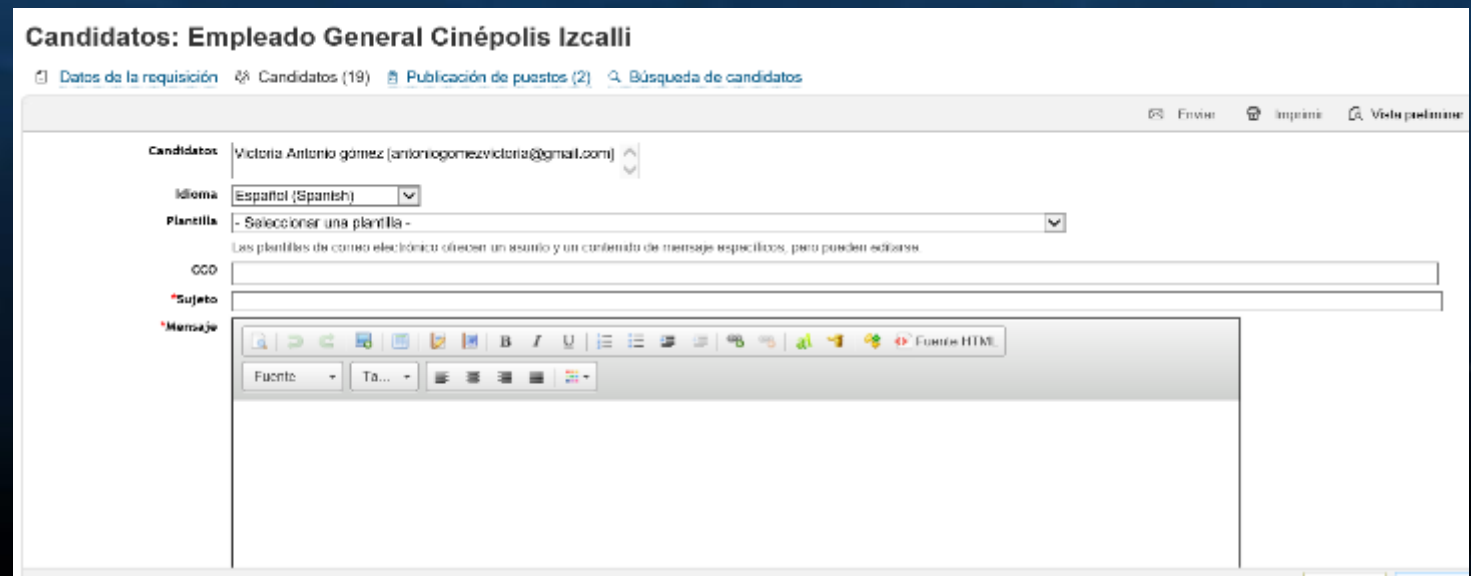 Candidatos: Empleado General Cinépolis Izcalli
Datos de la requisición Candidatos (19) Publicación de puestos (2) Búsqueda de candidatos
Enviar Imprimir Vista preliminar
Candidatos Victoria Antonio gómez [antoniogomezvictoria@gmail.com]
Idioma Español (Spanish)
Plantilla - Seleccionar una plantilla -
Las plantillas de correo electrónico ofrecen un asunto y un contenido de mensaje específicos, pero pueden editarse.
CCO
*Sujeto
*Mensaje
B I U Fuente HTML
Fuente Ta...